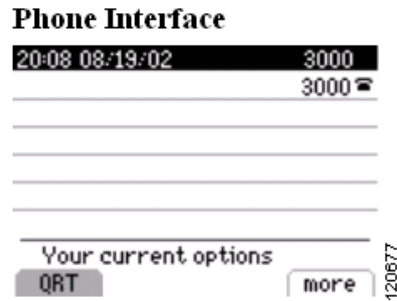 Phone Interface
20:08 08/19/02 3000
3000
Your current options
QRT more
120677